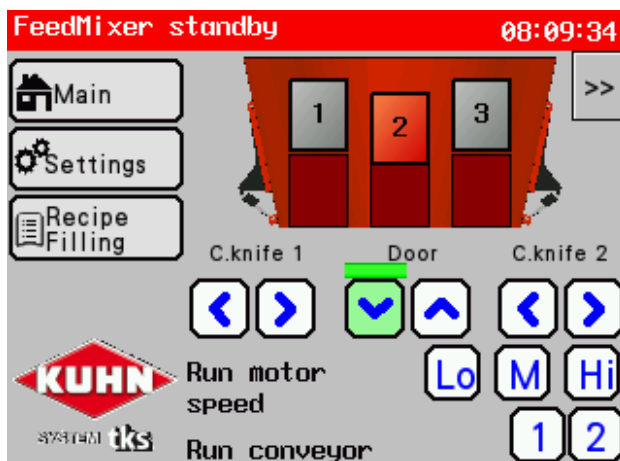 FeedMixer standby 08:09:34
Main
>>
1 2 3
Settings
Recipe
Filling
C.knife 1 Door C.knife 2
KUHN
Run motor Lo M Hi
speed
SYSTEM tks
Run conveyor 1 2